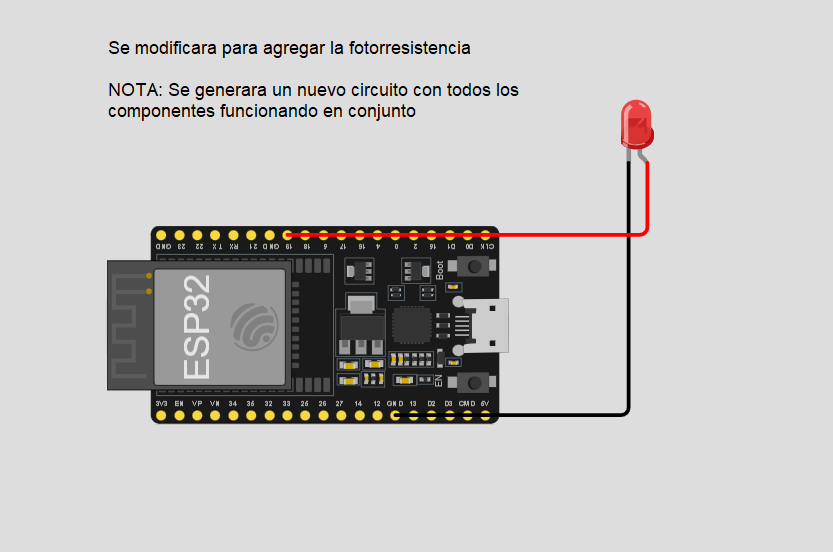 Se modificara para agregar la fotorresistencia
NOTA: Se generara un nuevo circuito con todos los
componentes funcionando en conjunto
GND 23 22 TX RX 21 GND 19 18 5 17 16 4 0 2 15 D1 D0 CLK
Boot
ESP32
EN
3V3 EN VP VN 34 35 32 33 25 26 27 14 12 GND 13 D2 D3 CMD 5V